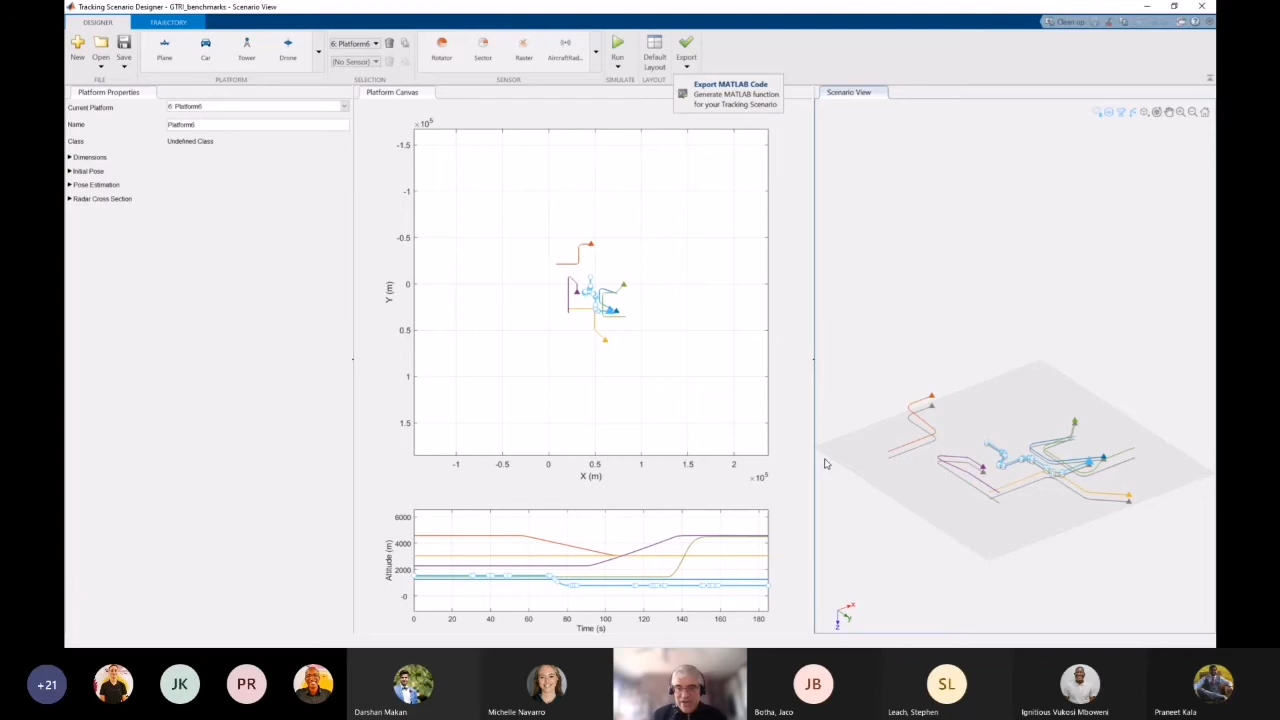 Tracking Scenario Designer - GTRI_benchmarks - Scenario View
DESIGNER TRAJECTORY
Clean up
New Open Save
Plane Car Tower Drone
6: Platform6
(No Sensor)
Rotator Sector Raster AircraftRad...
Run Default Layout Export
FILE PLATFORM SELECTION SENSOR SIMULATE LAYOUT
Export MATLAB Code
Generate MATLAB function
for your Tracking Scenario
Platform Properties
Current Platform 6: Platform6
Name Platform6
Class Undefined Class
Dimensions
Initial Pose
Pose Estimation
Radar Cross Section
Platform Canvas
×10⁵
-1.5
-1
-0.5
0
0.5
1
1.5
Y (m)
-1 -0.5 0 0.5 1 1.5 2
X (m)
×10⁵
6000
4000
2000
-0
Altitude (m)
0 20 40 60 80 100 120 140 160 180
Time (s)
Scenario View
x
y
z
+21
JK
PR
Darshan Makan
Michelle Navarro
JB
Botha, Jaco
SL
Leach, Stephen
Ignitious Vukosi Mboweni
Praneet Kala